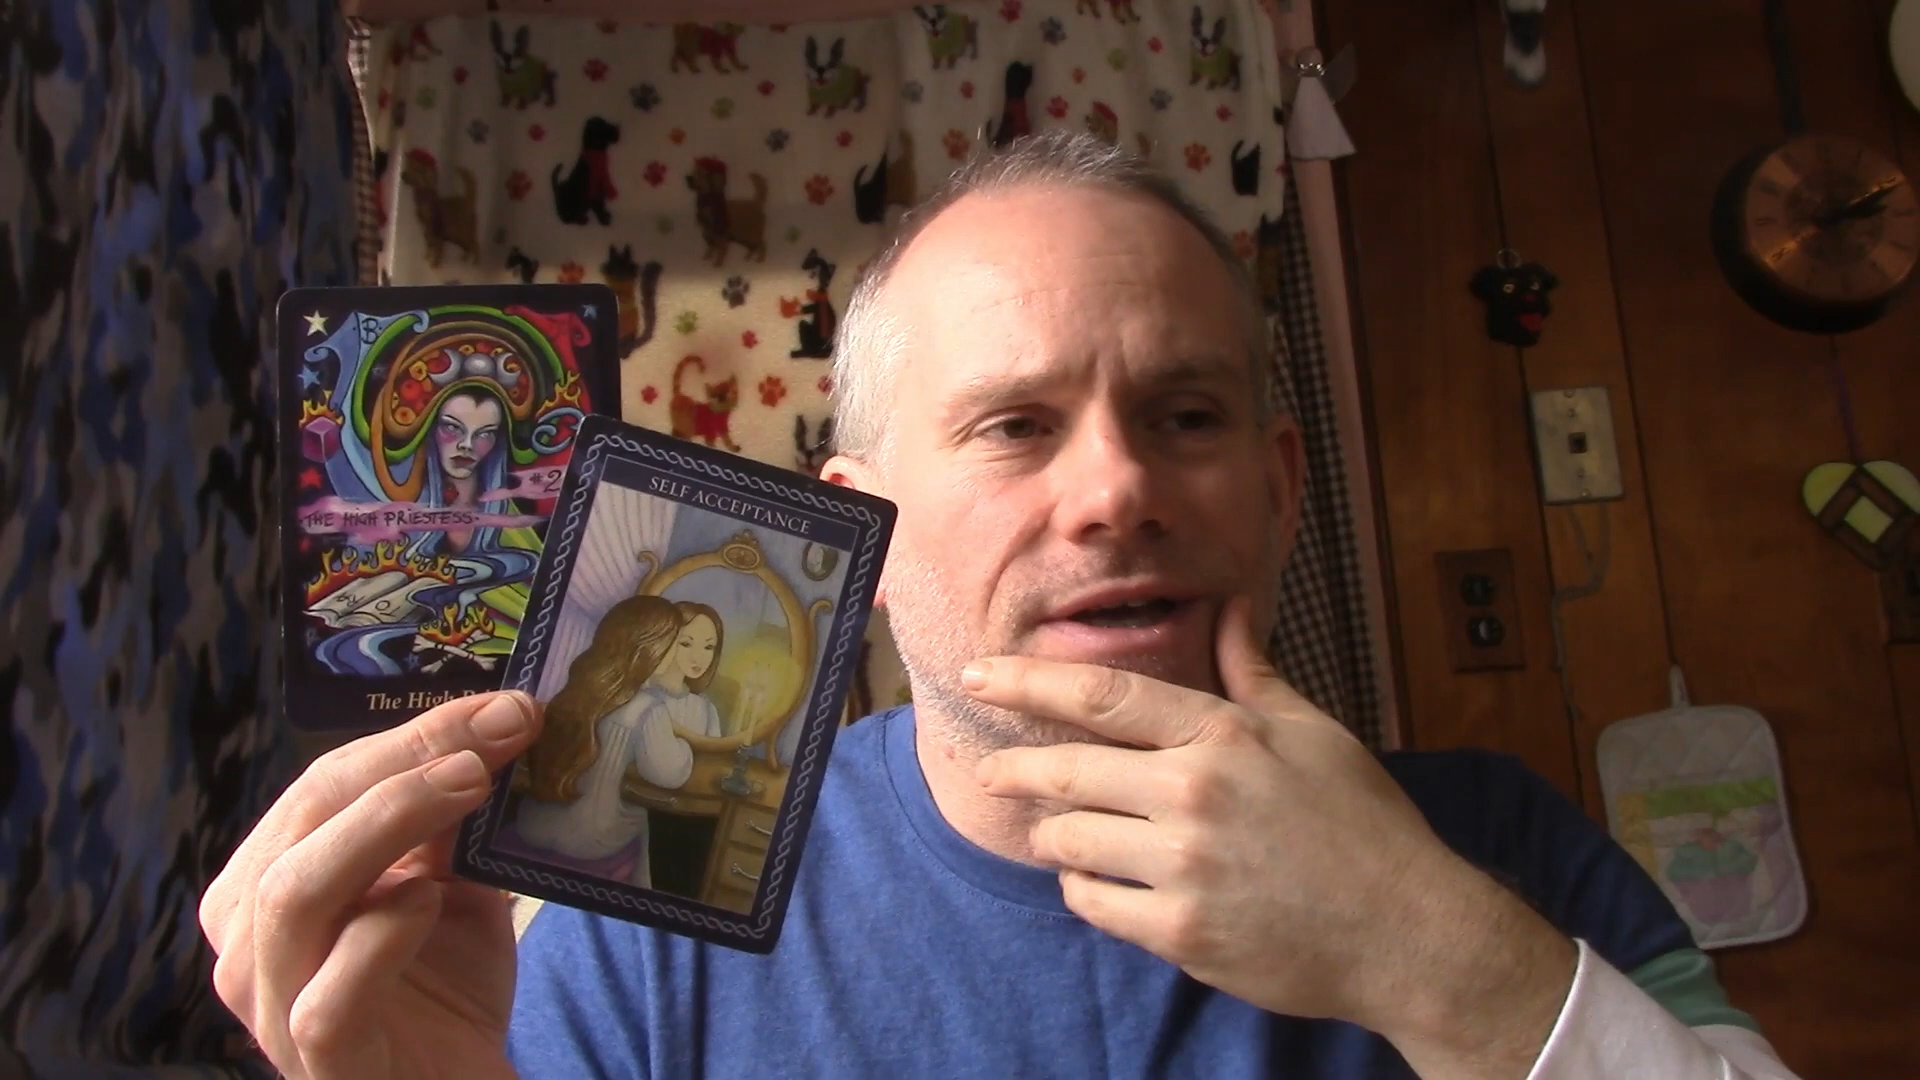 B
#2
·THE HIGH PRIESTESS·
The High
SELF ACCEPTANCE